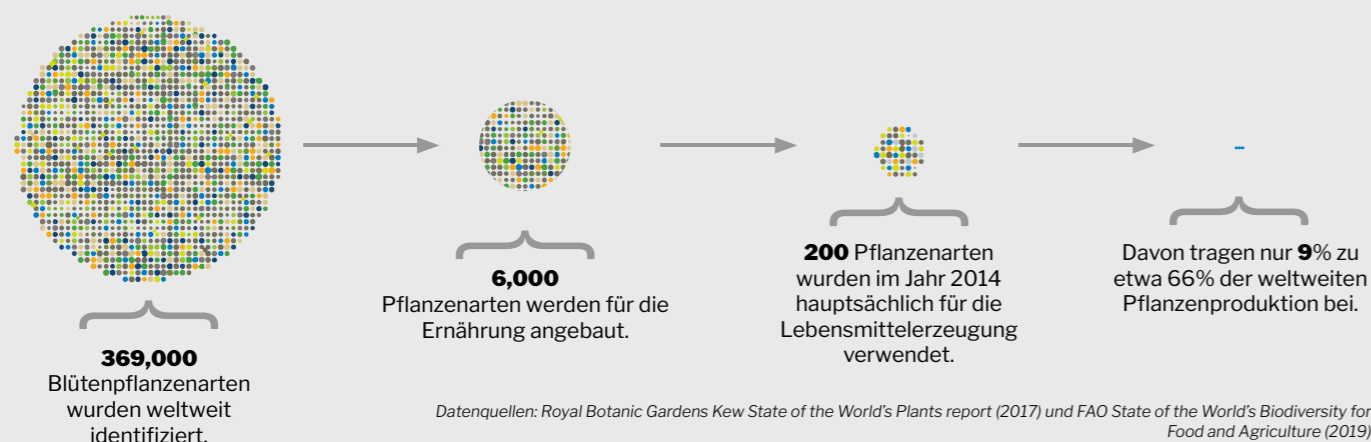 369,000
Blütenpflanzenarten
wurden weltweit
identifiziert.
6,000
Pflanzenarten werden für die
Ernährung angebaut.
200 Pflanzenarten
wurden im Jahr 2014
hauptsächlich für die
Lebensmittelerzeugung
verwendet.
Davon tragen nur 9% zu
etwa 66% der weltweiten
Pflanzenproduktion bei.
Datenquellen: Royal Botanic Gardens Kew State of the World's Plants report (2017) und FAO State of the World's Biodiversity for
Food and Agriculture (2019)